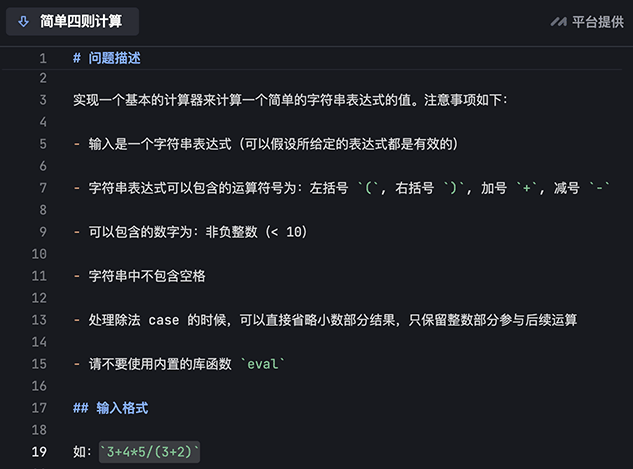 简单四则计算
平台提供
1 # 问题描述
2
3 实现一个基本的计算器来计算一个简单的字符串表达式的值。注意事项如下：
4
5 - 输入是一个字符串表达式（可以假设所给定的表达式都是有效的）
6
7 - 字符串表达式可以包含的运算符号为：左括号 `(`, 右括号 `)`, 加号 `+`, 减号 `-`
8
9 - 可以包含的数字为：非负整数（< 10）
10
11 - 字符串中不包含空格
12
13 - 处理除法 case 的时候，可以直接省略小数部分结果，只保留整数部分参与后续运算
14
15 - 请不要使用内置的库函数 `eval`
16
17 ## 输入格式
18
19 如：`3+4*5/(3+2)`